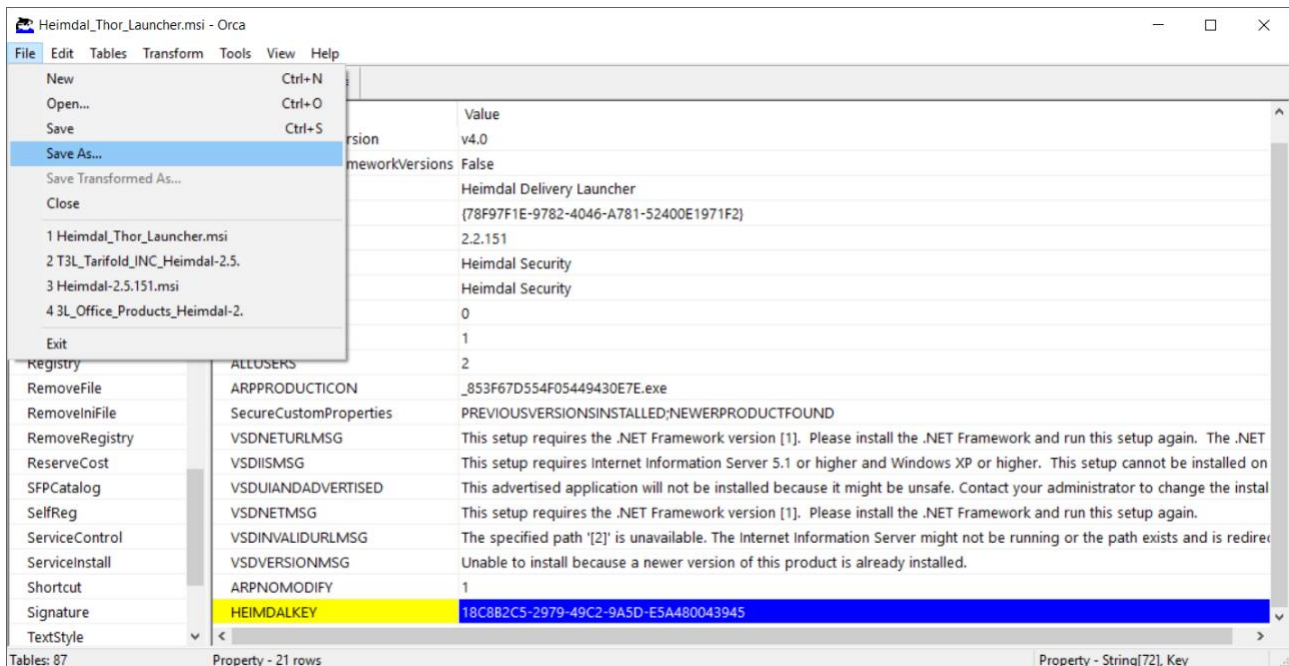 Heimdal_Thor_Launcher.msi - Orca
File Edit Tables Transform Tools View Help
New Ctrl+N
Open... Ctrl+O
Save Ctrl+S
Save As...
Save Transformed As...
Close
1 Heimdal_Thor_Launcher.msi
2 T3L_Tarifold_INC_Heimdal-2.5.
3 Heimdal-2.5.151.msi
4 3L_Office_Products_Heimdal-2.
Exit
Value
rsion v4.0
meworkVersions False
Heimdal Delivery Launcher
{78F97F1E-9782-4046-A781-52400E1971F2}
2.2.151
Heimdal Security
Heimdal Security
0
1
Registry ALLUSERS 2
RemoveFile ARPPRODUCTICON _853F67D554F05449430E7E.exe
RemoveIniFile SecureCustomProperties PREVIOUSVERSIONSINSTALLED;NEWERPRODUCTFOUND
RemoveRegistry VSDNETURLMSG This setup requires the .NET Framework version [1]. Please install the .NET Framework and run this setup again. The .NET
ReserveCost VSDIISMSG This setup requires Internet Information Server 5.1 or higher and Windows XP or higher. This setup cannot be installed on
SFPCatalog VSDUIANDADVERTISED This advertised application will not be installed because it might be unsafe. Contact your administrator to change the instal
SelfReg VSDNETMSG This setup requires the .NET Framework version [1]. Please install the .NET Framework and run this setup again.
ServiceControl VSDINVALIDURLMSG The specified path '[2]' is unavailable. The Internet Information Server might not be running or the path exists and is redirec
ServiceInstall VSDVERSIONMSG Unable to install because a newer version of this product is already installed.
Shortcut ARPNOMODIFY 1
Signature HEIMDALKEY 18C8B2C5-2979-49C2-9A5D-E5A480043945
TextStyle
Tables: 87 Property - 21 rows Property - String[72], Key